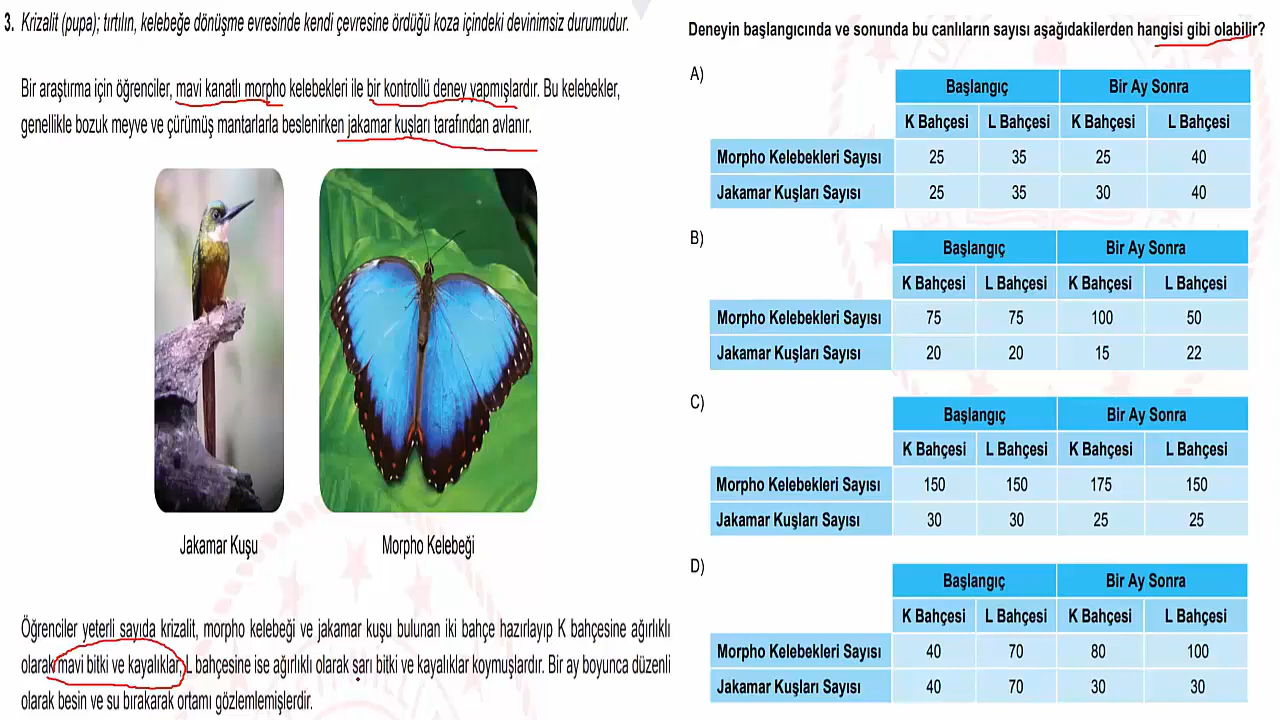 3. Krizalit (pupa); tırtılın, kelebeğe dönüşme evresinde kendi çevresine ördüğü koza içindeki devinimsiz durumudur.
Bir araştırma için öğrenciler, mavi kanatlı morpho kelebekleri ile bir kontrollü deney yapmışlardır. Bu kelebekler,
genellikle bozuk meyve ve çürümüş mantarlarla beslenirken jakamar kuşları tarafından avlanır.
Jakamar Kuşu Morpho Kelebeği
Öğrenciler yeterli sayıda krizalit, morpho kelebeği ve jakamar kuşu bulunan iki bahçe hazırlayıp K bahçesine ağırlıklı
olarak mavi bitki ve kayalıklar, L bahçesine ise ağırlıklı olarak sarı bitki ve kayalıklar koymuşlardır. Bir ay boyunca düzenli
olarak besin ve su bırakarak ortamı gözlemlemişlerdir.
Deneyin başlangıcında ve sonunda bu canlıların sayısı aşağıdakilerden hangisi gibi olabilir?
A)
Başlangıç Bir Ay Sonra
K Bahçesi L Bahçesi K Bahçesi L Bahçesi
Morpho Kelebekleri Sayısı 25 35 25 40
Jakamar Kuşları Sayısı 25 35 30 40
B)
Başlangıç Bir Ay Sonra
K Bahçesi L Bahçesi K Bahçesi L Bahçesi
Morpho Kelebekleri Sayısı 75 75 100 50
Jakamar Kuşları Sayısı 20 20 15 22
C)
Başlangıç Bir Ay Sonra
K Bahçesi L Bahçesi K Bahçesi L Bahçesi
Morpho Kelebekleri Sayısı 150 150 175 150
Jakamar Kuşları Sayısı 30 30 25 25
D)
Başlangıç Bir Ay Sonra
K Bahçesi L Bahçesi K Bahçesi L Bahçesi
Morpho Kelebekleri Sayısı 40 70 80 100
Jakamar Kuşları Sayısı 40 70 30 30